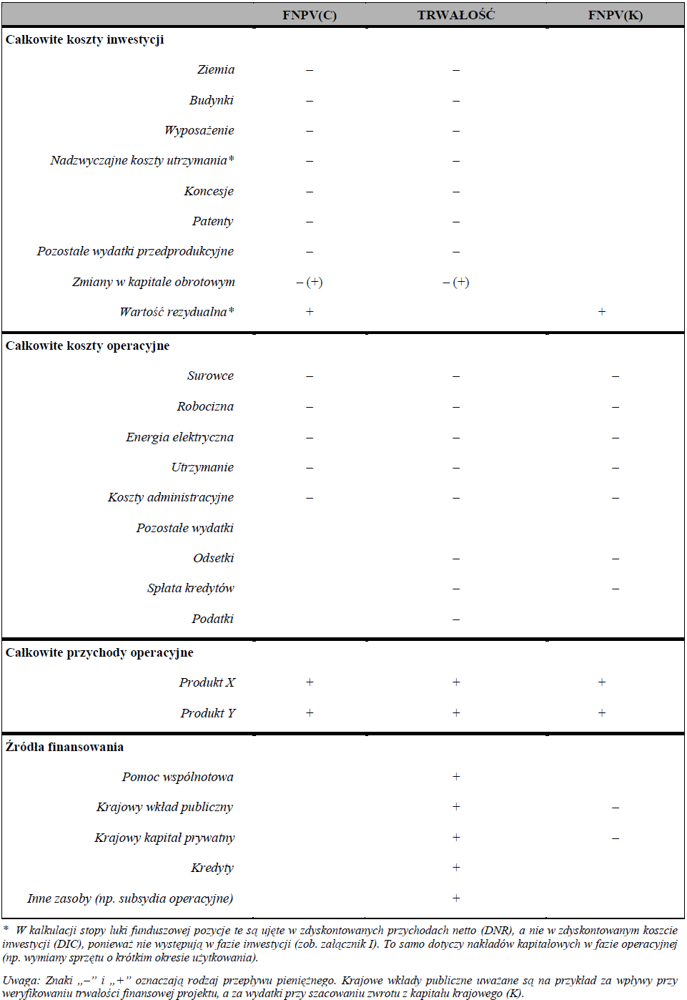 FNPV(C) TRWAŁOŚĆ FNPV(K)
Całkowite koszty inwestycji
Ziemia – –
Budynki – –
Wyposażenie – –
Nadzwyczajne koszty utrzymania* – –
Koncesje – –
Patenty – –
Pozostałe wydatki przedprodukcyjne – –
Zmiany w kapitale obrotowym – (+) – (+)
Wartość rezydualna* + +
Całkowite koszty operacyjne
Surowce – – –
Robocizna – – –
Energia elektryczna – – –
Utrzymanie – – –
Koszty administracyjne – – –
Pozostałe wydatki
Odsetki – –
Spłata kredytów – –
Podatki –
Całkowite przychody operacyjne
Produkt X + + +
Produkt Y + + +
Źródła finansowania
Pomoc wspólnotowa +
Krajowy wkład publiczny + –
Krajowy kapitał prywatny + –
Kredyty +
Inne zasoby (np. subsydia operacyjne) +
* W kalkulacji stopy luki funduszowej pozycje te są ujęte w zdyskontowanych przychodach netto (DNR), a nie w zdyskontowanym koszcie
inwestycji (DIC), ponieważ nie występują w fazie inwestycji (zob. załącznik I). To samo dotyczy nakładów kapitałowych w fazie operacyjnej
(np. wymiany sprzętu o krótkim okresie użytkowania).
Uwaga: Znaki „–” i „+” oznaczają rodzaj przepływu pieniężnego. Krajowe wkłady publiczne uważane są na przykład za wpływy przy
weryfikowaniu trwałości finansowej projektu, a za wydatki przy szacowaniu zwrotu z kapitału krajowego (K).